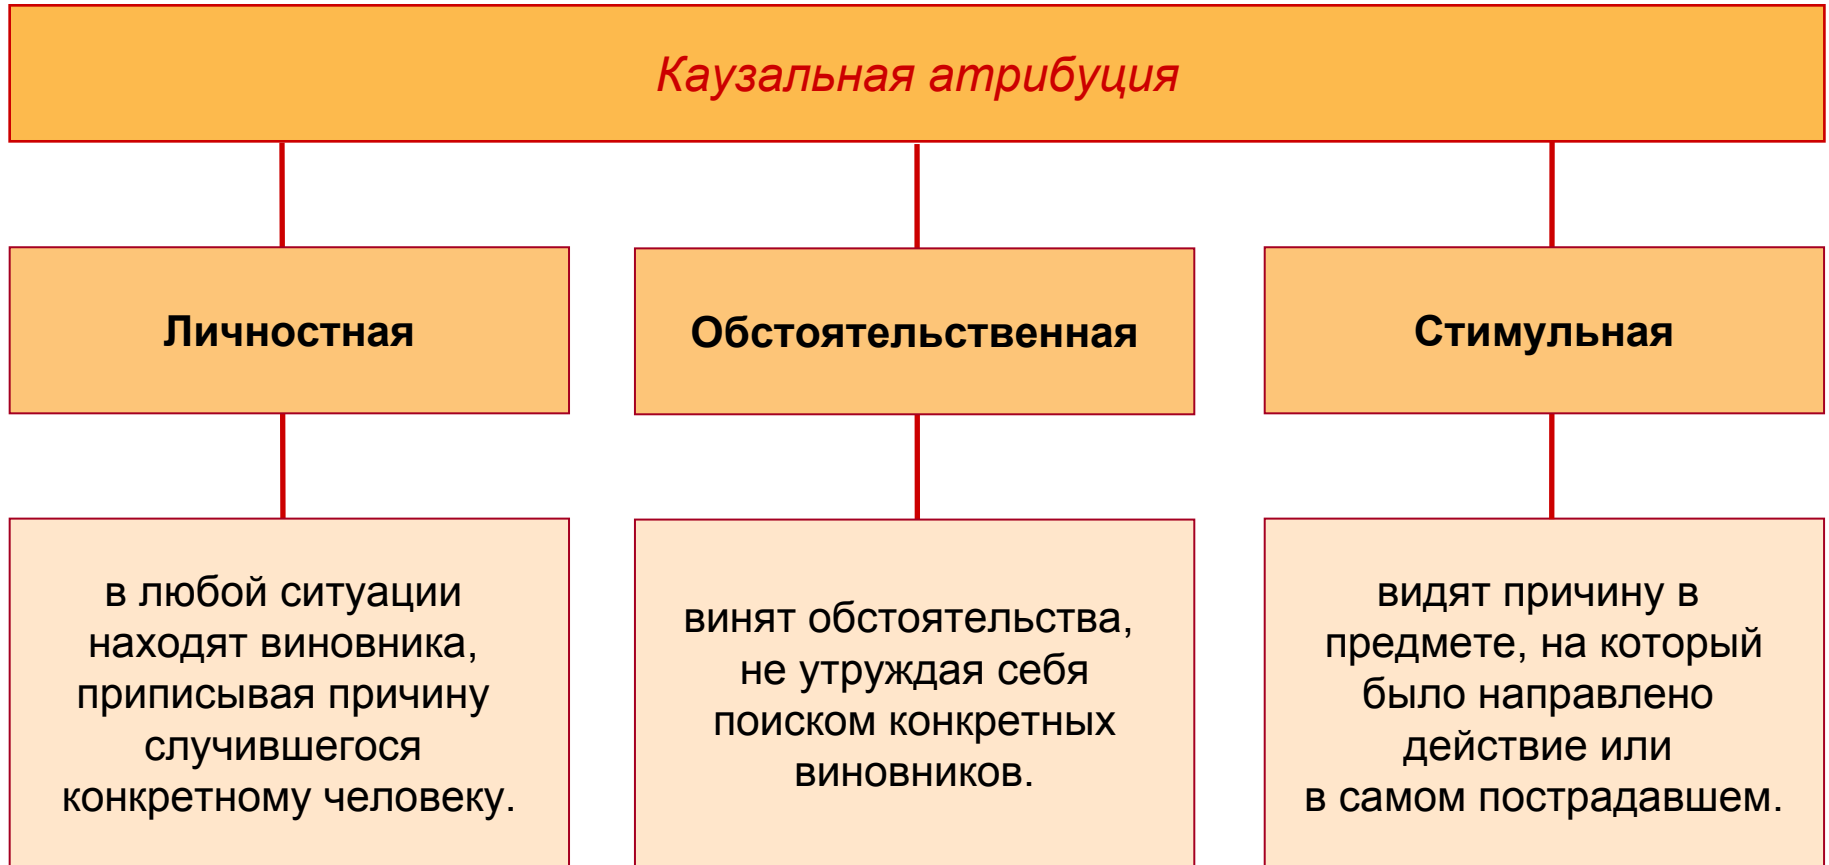 Каузальная атрибуция
Личностная
Обстоятельственная
Стимульная
в любой ситуации
находят виновника,
приписывая причину
случившегося
конкретному человеку.
винят обстоятельства,
не утруждая себя
поиском конкретных
виновников.
видят причину в
предмете, на который
было направлено
действие или
в самом пострадавшем.